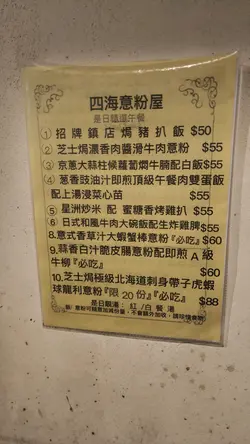 四海意粉屋
是日驕選午餐
① 招牌鎮店焗豬扒飯 $50
② 芝士焗濃香肉醬滑牛肉意粉 $55
③ 京蔥大蒜柱候蘿蔔燜牛腩配白飯 $55
④ 蔥香豉油汁即煎頂級午餐肉雙蛋飯
配上湯浸菜心苗 $55
⑤ 星洲炒米 配 蜜糖香烤雞扒 $55
⑥ 日式和風牛肉大碗飯配生炸雞髀 $55
8.意式香草汁大蝦蟹棒意粉『必吃』 $60
9.蒜香白汁脆皮腸意粉配即煎A級
牛柳『必吃』 $60
10.芝士焗極級北海道刺身帶子虎蝦
球龍利意粉『限20份』『必吃』 $88
是日靚湯: 紅/白餐湯